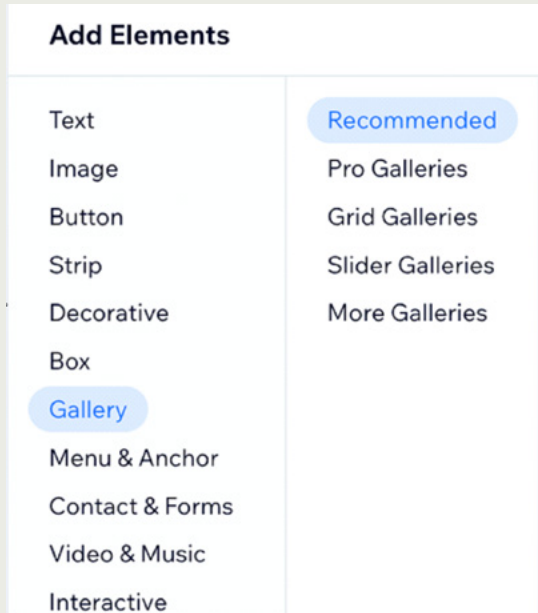 Add Elements
Text
Image
Button
Strip
Decorative
Box
Gallery
Menu & Anchor
Contact & Forms
Video & Music
Interactive
Recommended
Pro Galleries
Grid Galleries
Slider Galleries
More Galleries